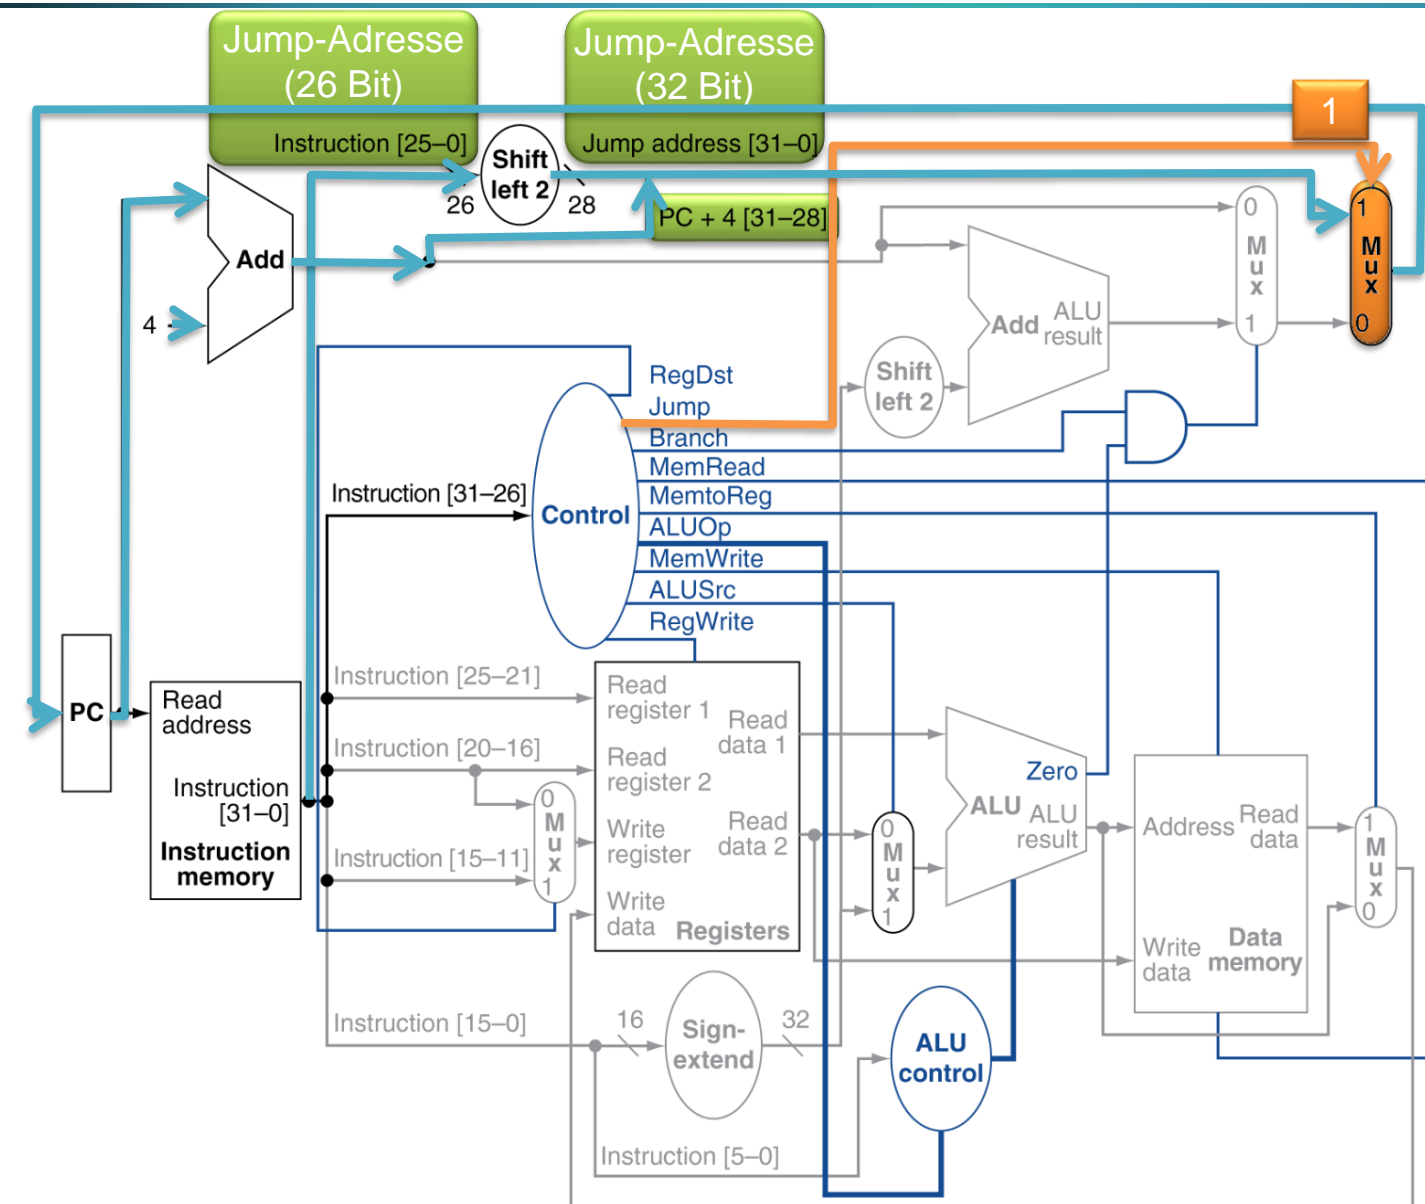 Jump-Adresse
(26 Bit)
Instruction [25–0]
Jump-Adresse
(32 Bit)
Jump address [31–0]
1
Shift
left 2
26
28
PC + 4 [31–28]
Add
4
0
M
u
x
1
1
M
u
x
0
Add
ALU
result
Shift
left 2
RegDst
Jump
Branch
MemRead
MemtoReg
ALUOp
MemWrite
ALUSrc
RegWrite
Instruction [31–26]
Control
PC
Read
address
Instruction
[31–0]
Instruction
memory
Instruction [25–21]
Instruction [20–16]
Instruction [15–11]
0
M
u
x
1
Read
register 1
Read
register 2
Write
register
Write
data
Read
data 1
Read
data 2
Registers
0
M
u
x
1
Zero
ALU
ALU
result
Address
Read
data
Write
data
Data
memory
1
M
u
x
0
Instruction [15–0]
16
Sign-
extend
32
ALU
control
Instruction [5–0]